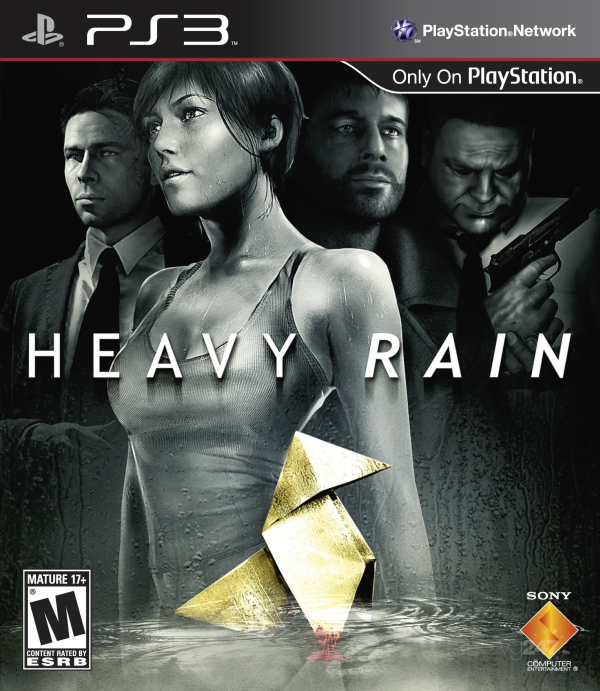 PS3
PlayStation®Network
Only On PlayStation®
HEAVY RAIN
MATURE 17+
M
CONTENT RATED BY
ESRB
SONY
COMPUTER
ENTERTAINMENT®